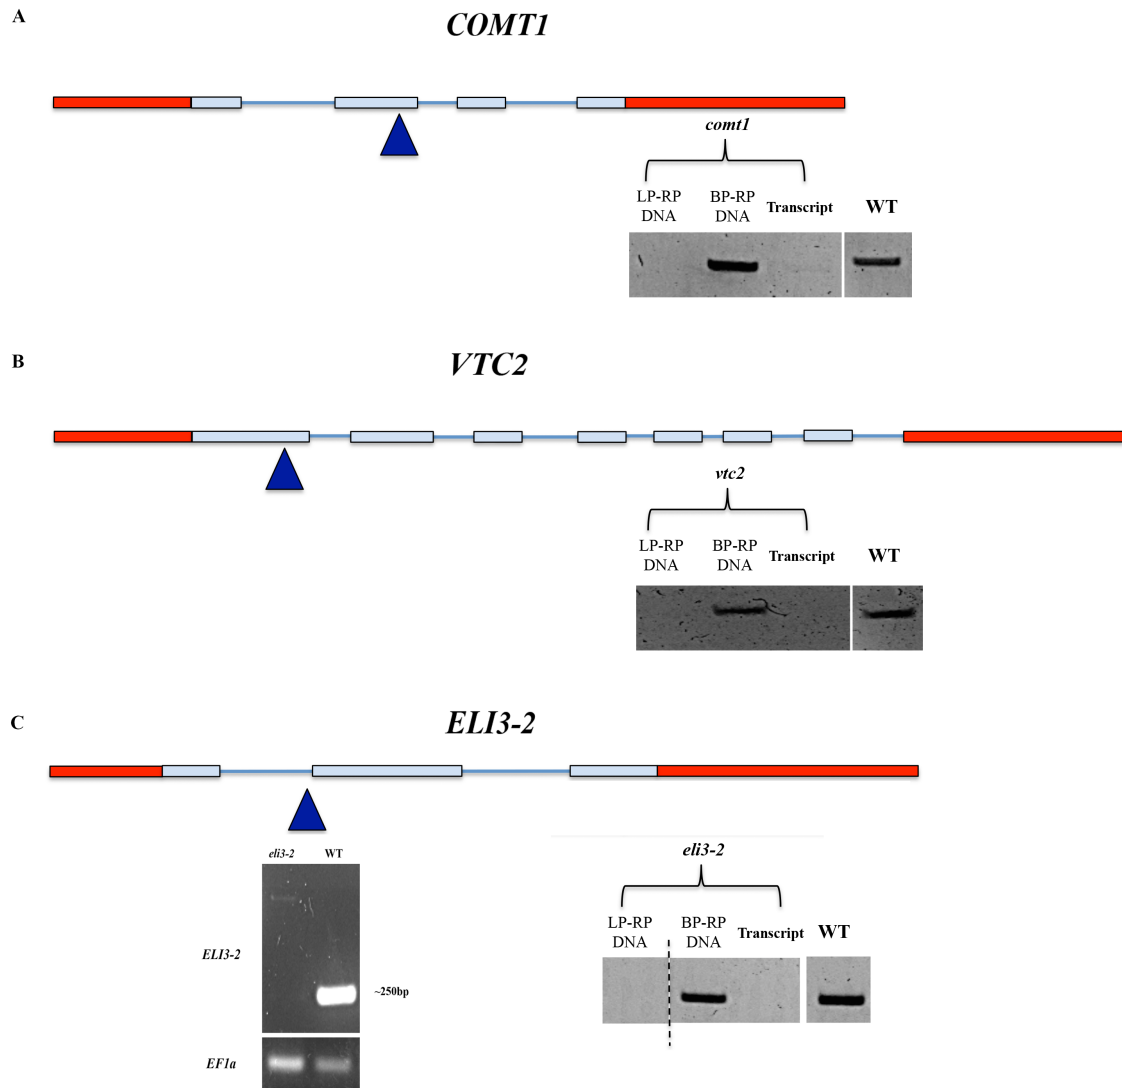 A
COMT1
comt1
LP-RP DNA
BP-RP DNA
Transcript
WT
B
VTC2
vtc2
LP-RP DNA
BP-RP DNA
Transcript
WT
C
ELI3-2
eli3-2
WT
ELI3-2
~250bp
EF1a
eli3-2
LP-RP DNA
BP-RP DNA
Transcript
WT